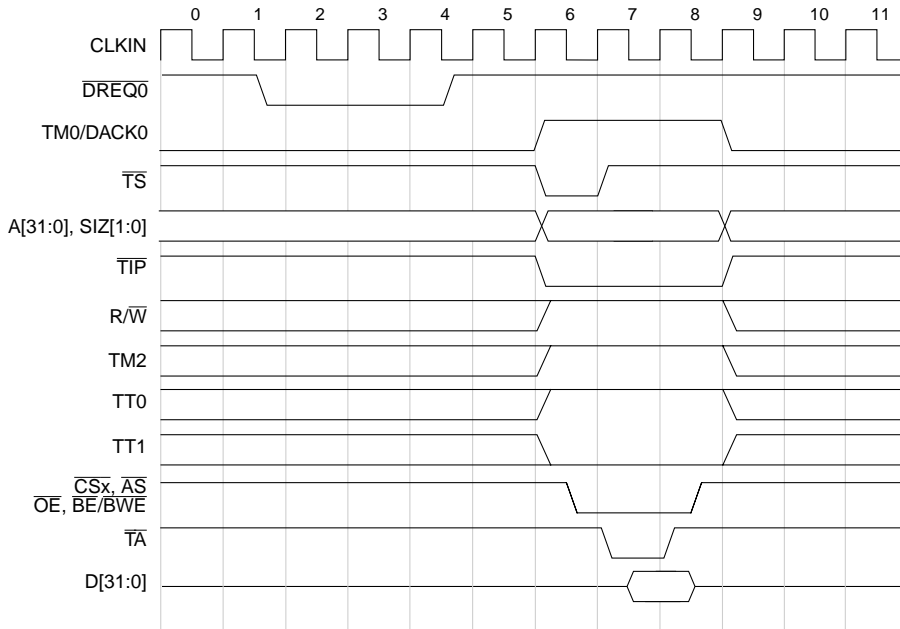 0 1 2 3 4 5 6 7 8 9 10 11
CLKIN
DREQ0
TM0/DACK0
TS
A[31:0], SIZ[1:0]
TIP
R/W
TM2
TT0
TT1
CSx, AS
OE, BE/BWE
TA
D[31:0]